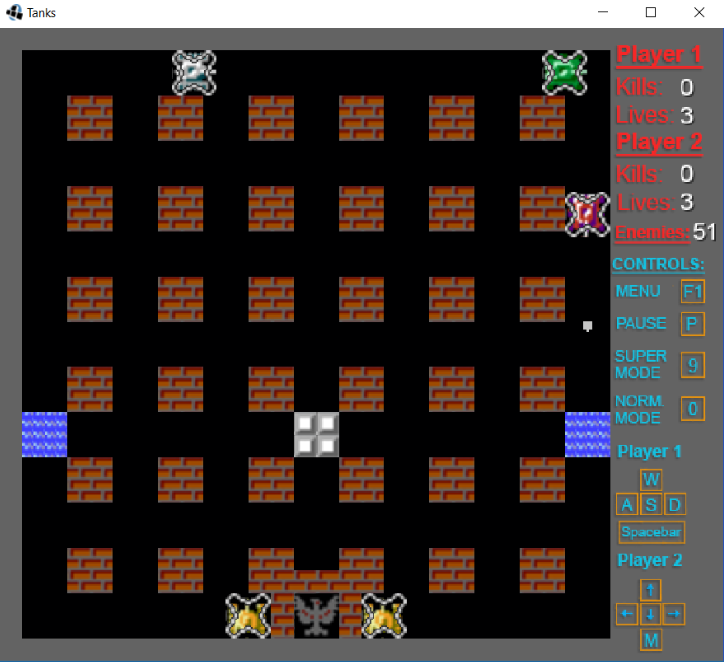 Tanks
Player 1
Kills: 0
Lives: 3
Player 2
Kills: 0
Lives: 3
Enemies: 51
CONTROLS:
MENU F1
PAUSE P
SUPER MODE 9
NORM. MODE 0
Player 1
W
A S D
Spacebar
Player 2
↑
← ↓ →
M